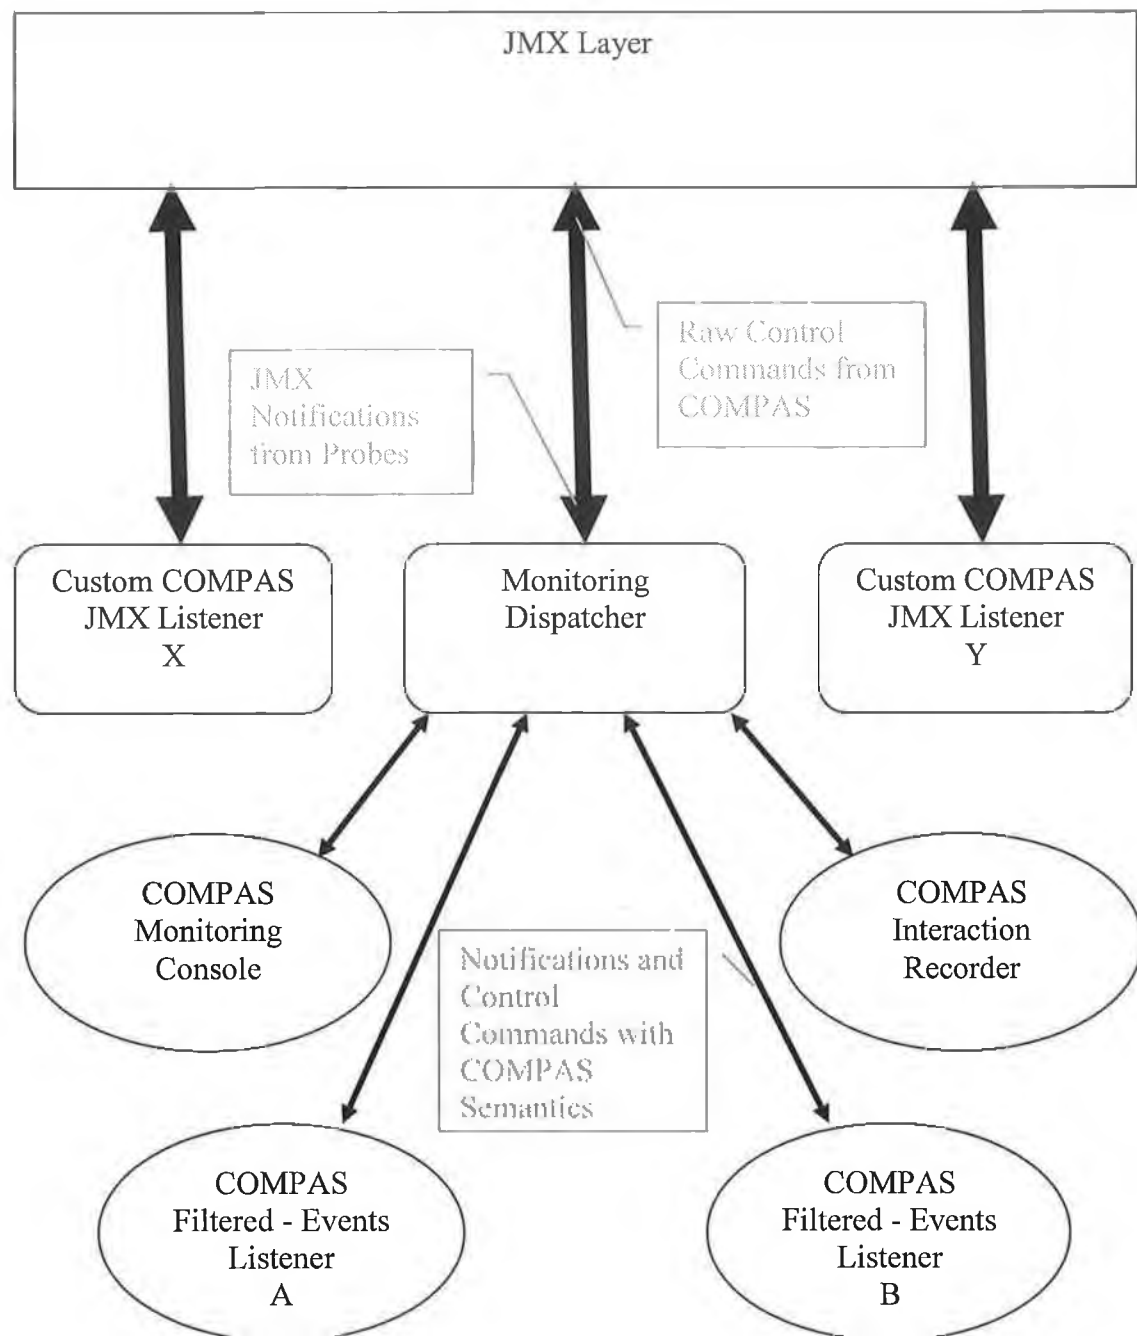 JMX Layer
Raw Control
Commands from
COMPAS
JMX
Notifications
from Probes
Custom COMPAS
JMX Listener
X
Monitoring
Dispatcher
Custom COMPAS
JMX Listener
Y
COMPAS
Monitoring
Console
COMPAS
Interaction
Recorder
Notifications and
Control
Commands with
COMPAS
Semantics
COMPAS
Filtered - Events
Listener
A
COMPAS
Filtered - Events
Listener
B